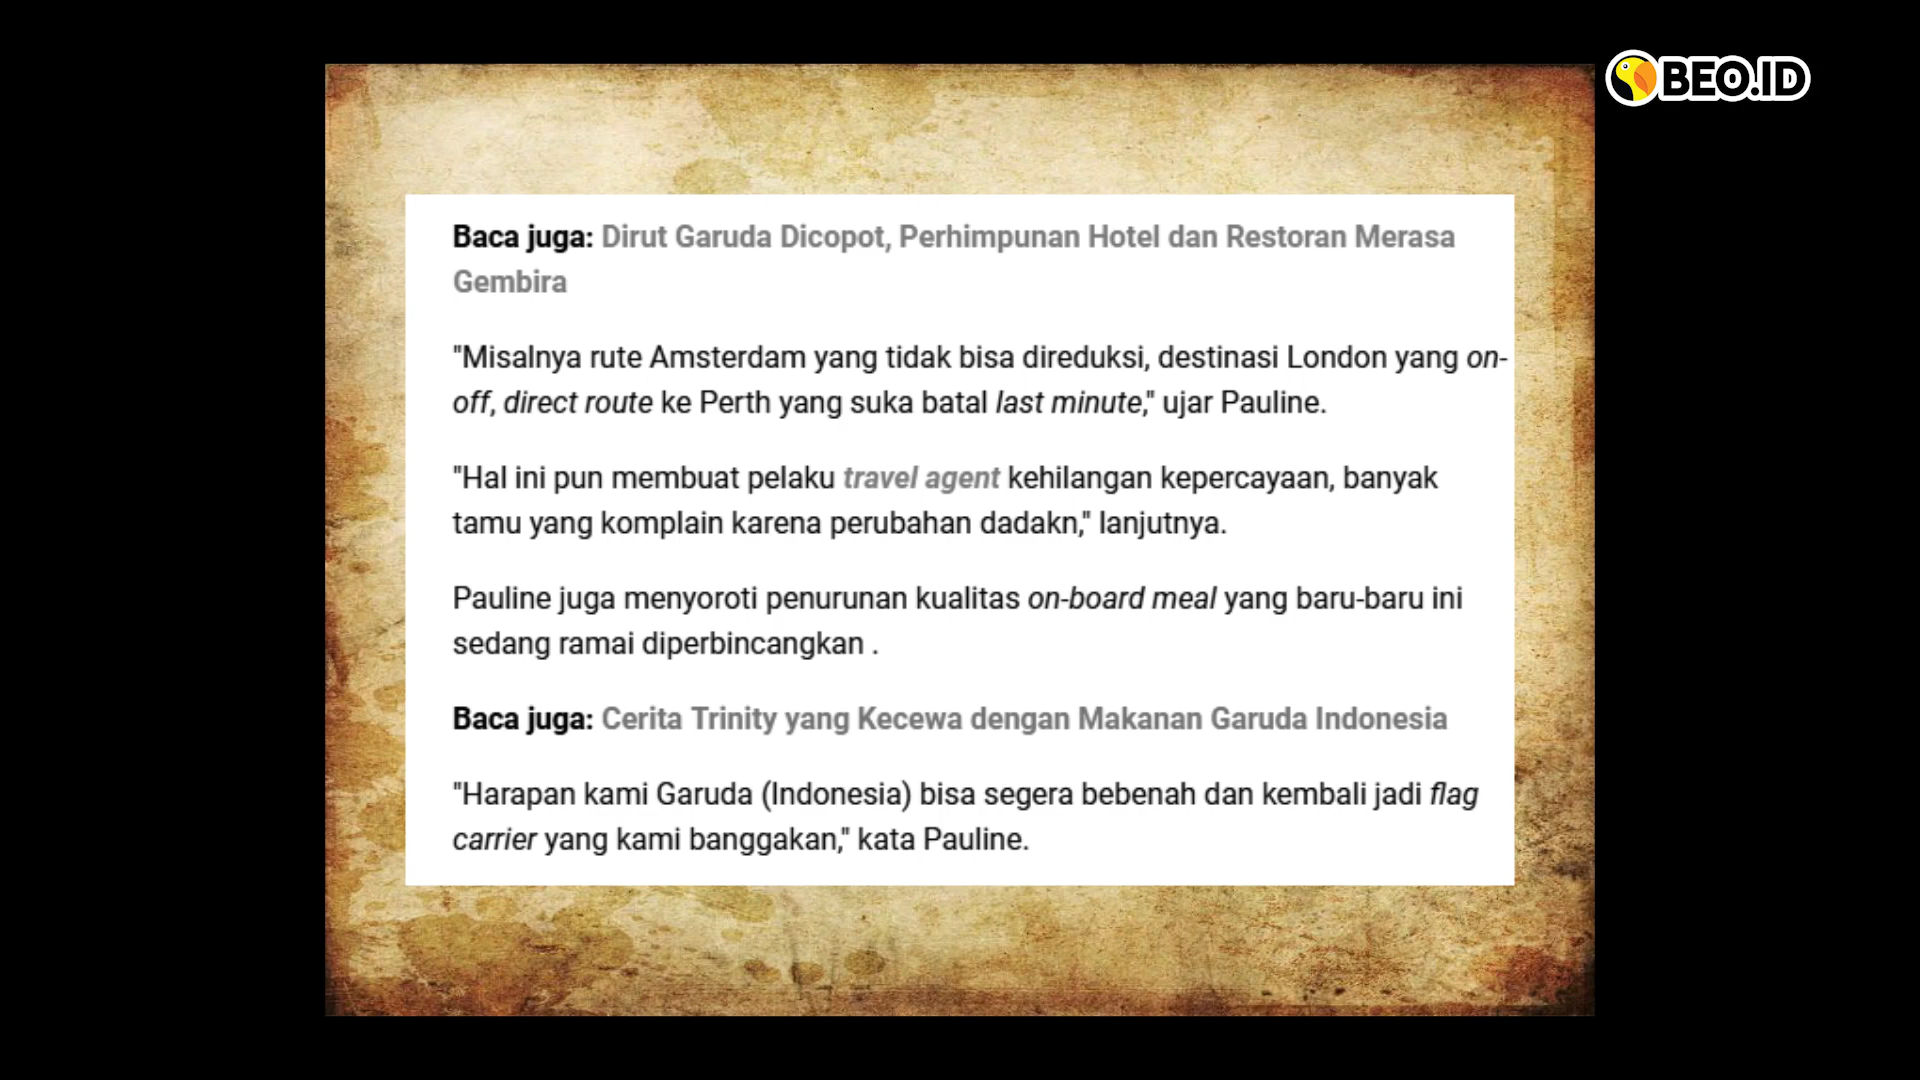 BEO.ID
Baca juga: Dirut Garuda Dicopot, Perhimpunan Hotel dan Restoran Merasa
Gembira
"Misalnya rute Amsterdam yang tidak bisa direduksi, destinasi London yang on-
off, direct route ke Perth yang suka batal last minute," ujar Pauline.
"Hal ini pun membuat pelaku travel agent kehilangan kepercayaan, banyak
tamu yang komplain karena perubahan dadakn," lanjutnya.
Pauline juga menyoroti penurunan kualitas on-board meal yang baru-baru ini
sedang ramai diperbincangkan .
Baca juga: Cerita Trinity yang Kecewa dengan Makanan Garuda Indonesia
"Harapan kami Garuda (Indonesia) bisa segera bebenah dan kembali jadi flag
carrier yang kami banggakan," kata Pauline.